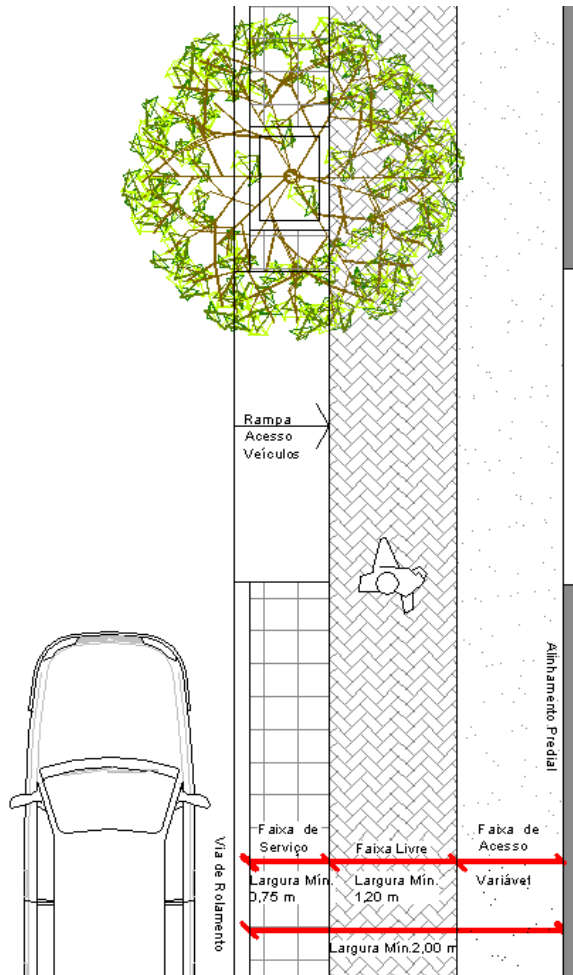 Rampa
Acesso
Veículos
Alinhamento Predial
Via de Rolamento
Faixa de
Serviço
Faixa Livre
Faixa de
Acesso
Largura Mín.
0,75 m
Largura Mín.
1,20 m
Variável
Largura Mín.2,00 m